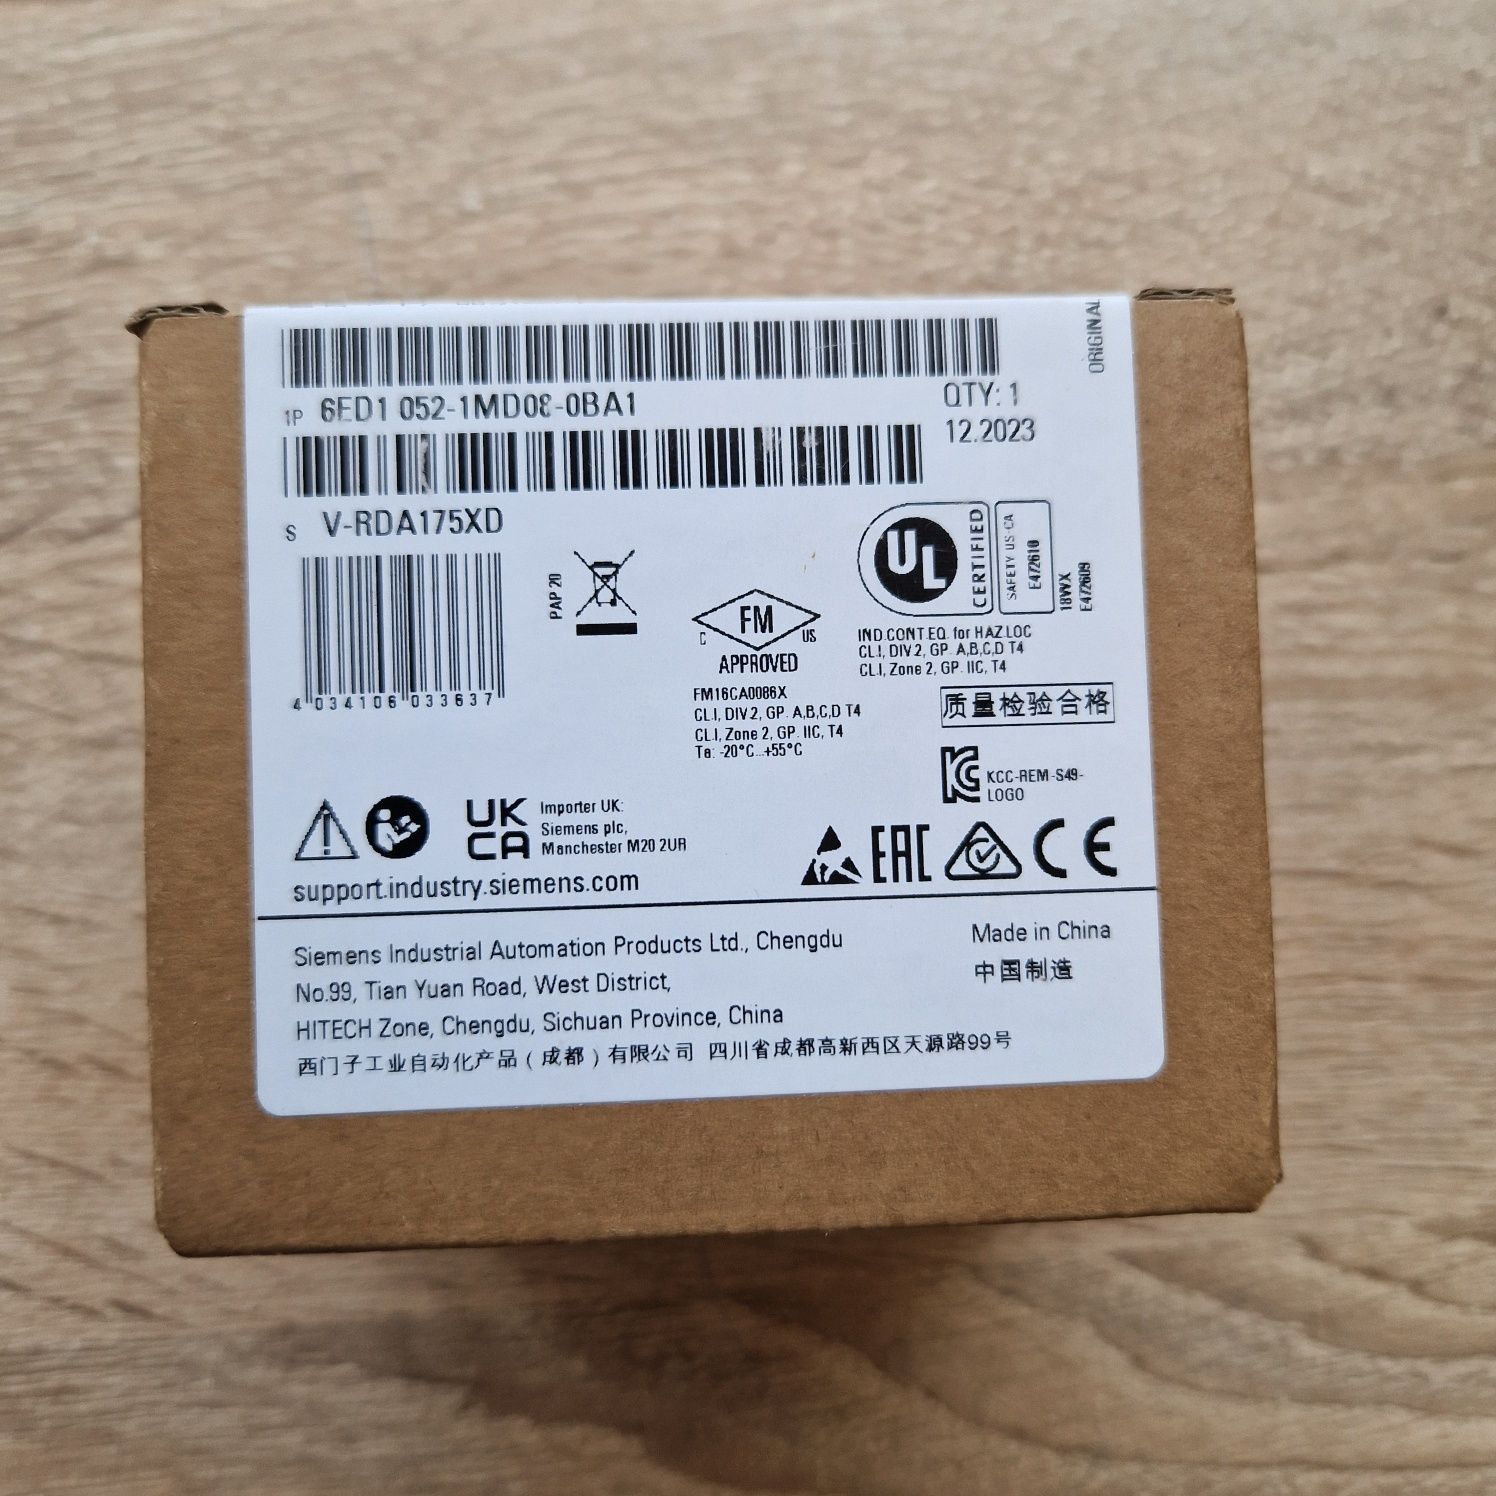 ORIGINAL
1P 6ED1 052-1MD08-0BA1
QTY: 1
12.2023
S V-RDA175XD
4 034106 033637
PAP 20
C FM US
APPROVED
FM16CA0086X
CL.I, DIV.2, GP. A,B,C,D T4
CL.I, Zone 2, GP. IIC, T4
Ta: -20°C...+55°C
UL CERTIFIED
SAFETY US-CA
E472610
18WX
E472609
IND.CONT.EQ. for HAZ.LOC
CL.I, DIV.2, GP. A,B,C,D T4
CL.I, Zone 2, GP. IIC, T4
质量检验合格
KCC-REM-S49-
LOGO
UK
CA
Importer UK:
Siemens plc,
Manchester M20 2UR
EAC
CE
support.industry.siemens.com
Siemens Industrial Automation Products Ltd., Chengdu
No.99, Tian Yuan Road, West District,
HITECH Zone, Chengdu, Sichuan Province, China
西门子工业自动化产品（成都）有限公司 四川省成都高新西区天源路99号
Made in China
中国制造